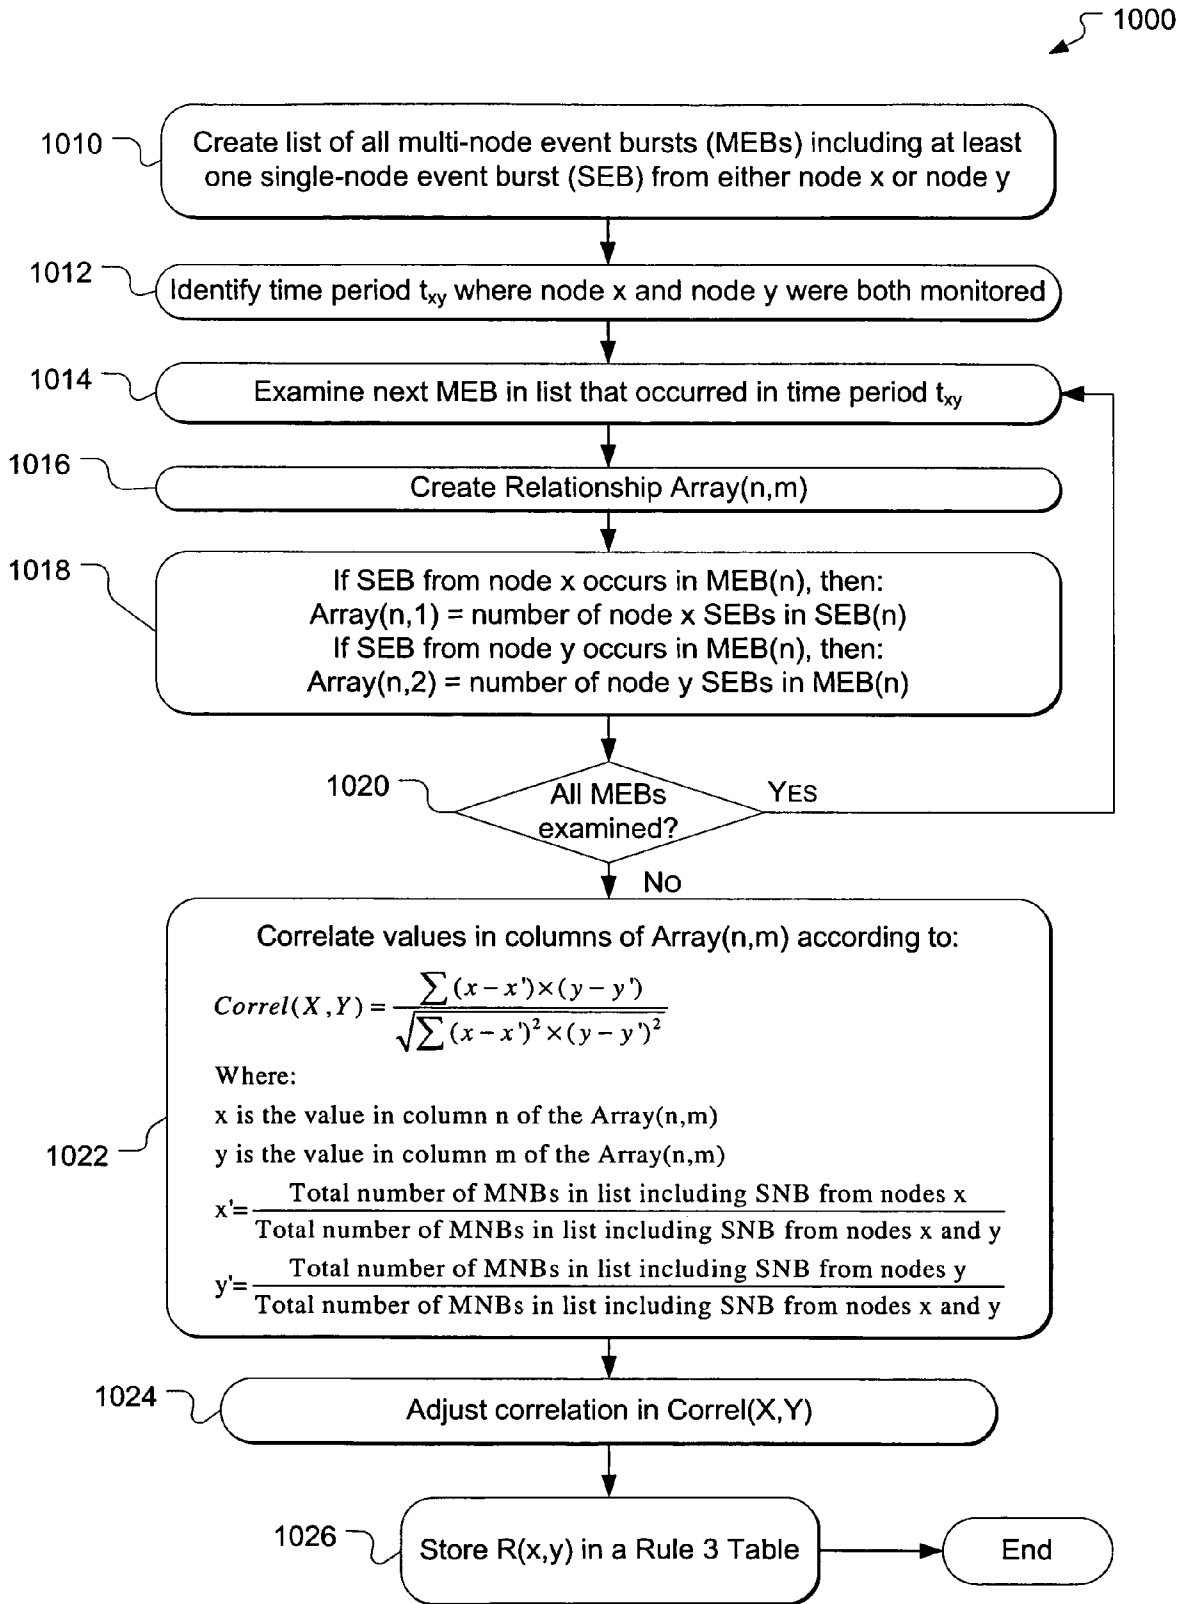 1000
1010
Create list of all multi-node event bursts (MEBs) including at least
one single-node event burst (SEB) from either node x or node y
1012
Identify time period txy where node x and node y were both monitored
1014
Examine next MEB in list that occurred in time period txy
1016
Create Relationship Array(n,m)
1018
If SEB from node x occurs in MEB(n), then:
Array(n,1) = number of node x SEBs in SEB(n)
If SEB from node y occurs in MEB(n), then:
Array(n,2) = number of node y SEBs in MEB(n)
1020
All MEBs
examined?
YES
NO
1022
Correlate values in columns of Array(n,m) according to:
Correl(X,Y) = ∑(x−x')×(y−y') / √∑(x−x')²×(y−y')²
Where:
x is the value in column n of the Array(n,m)
y is the value in column m of the Array(n,m)
x'= Total number of MNBs in list including SNB from nodes x
Total number of MNBs in list including SNB from nodes x and y
y'= Total number of MNBs in list including SNB from nodes y
Total number of MNBs in list including SNB from nodes x and y
1024
Adjust correlation in Correl(X,Y)
1026
Store R(x,y) in a Rule 3 Table
End